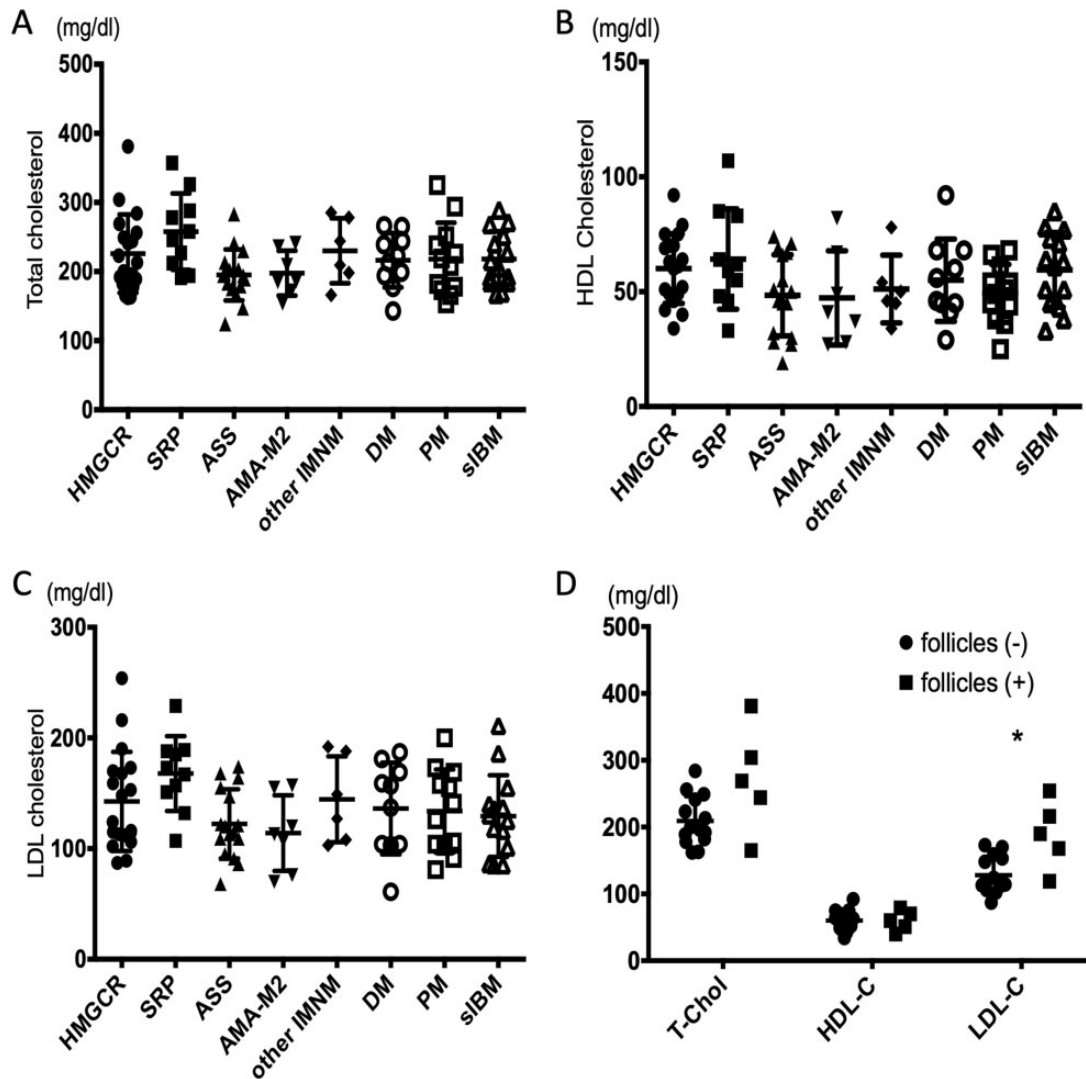 A (mg/dl)
Total cholesterol
500
400
300
200
100
0
HMGCR SRP ASS AMA-M2 other IMNM DM PM sIBM
B (mg/dl)
HDL Cholesterol
150
100
50
0
HMGCR SRP ASS AMA-M2 other IMNM DM PM sIBM
C (mg/dl)
LDL cholesterol
300
200
100
0
HMGCR SRP ASS AMA-M2 other IMNM DM PM sIBM
D (mg/dl)
500
400
300
200
100
0
follicles (-)
follicles (+)
*
T-Chol HDL-C LDL-C